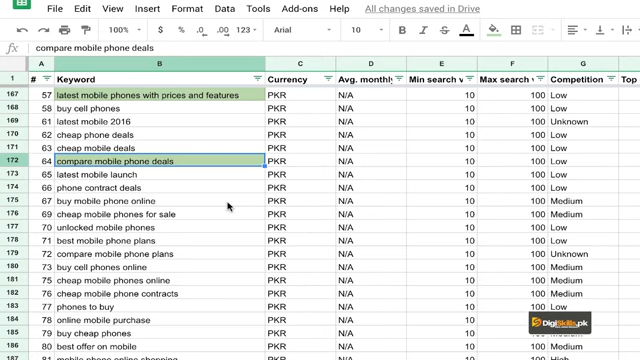 File Edit View Insert Format Data Tools Add-ons Help All changes saved in Drive
100% $ % .0 .00 123 Arial 10 B I S A
fx compare mobile phone deals
A B C D E F G
1 # Keyword Currency Avg. monthly Min search v Max search v Competition Top
167 57 latest mobile phones with prices and features PKR N/A 10 100 Low
168 58 buy cell phones PKR N/A 10 100 Low
169 61 latest mobile 2016 PKR N/A 10 100 Unknown
170 62 cheap phone deals PKR N/A 10 100 Low
171 63 cheap mobile deals PKR N/A 10 100 Low
172 64 compare mobile phone deals PKR N/A 10 100 Low
173 65 latest mobile launch PKR N/A 10 100 Low
174 66 phone contract deals PKR N/A 10 100 Low
175 67 buy mobile phone online PKR N/A 10 100 Medium
176 69 cheap mobile phones for sale PKR N/A 10 100 Medium
177 70 unlocked mobile phones PKR N/A 10 100 Low
178 71 best mobile phone plans PKR N/A 10 100 Low
179 72 compare mobile phone plans PKR N/A 10 100 Unknown
180 73 buy cell phones online PKR N/A 10 100 Medium
181 75 cheap mobile phones online PKR N/A 10 100 Medium
182 76 cheap mobile phone contracts PKR N/A 10 100 Medium
183 77 phones to buy PKR N/A 10 100 Low
184 78 online mobile purchase PKR N/A 10 100
DigiSkills.pk
185 79 buy cheap phones PKR N/A 10 100
186 80 best offer on mobile PKR N/A 10 100 Medium